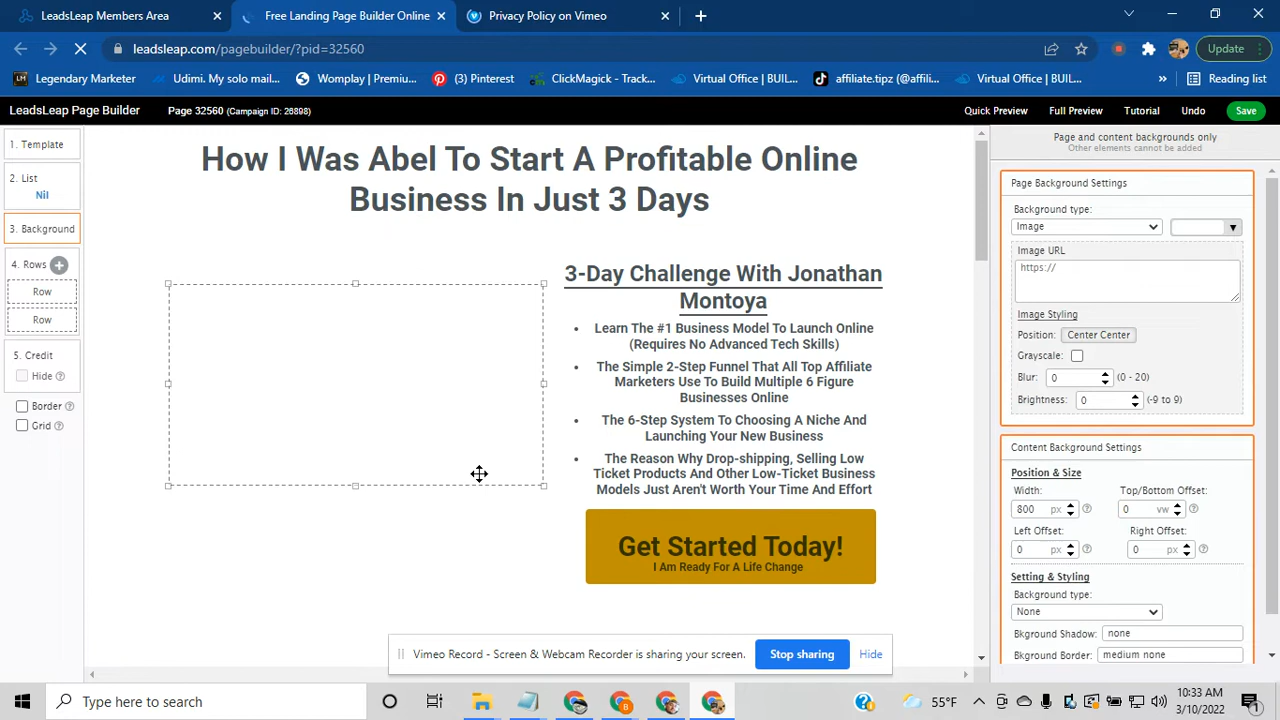 LeadsLeap Members Area
Free Landing Page Builder Online
Privacy Policy on Vimeo
leadsleap.com/pagebuilder/?pid=32560
Update
Legendary Marketer
Udimi. My solo mail...
Womplay | Premium...
(3) Pinterest
ClickMagick - Track...
Virtual Office | BUIL...
affiliate.tipz (@affili...
Virtual Office | BUIL...
»
Reading list
LeadsLeap Page Builder
Page 32560 (Campaign ID: 26898)
Quick Preview
Full Preview
Tutorial
Undo
Save
1. Template
2. List
Nil
3. Background
4. Rows
Row
Row
5. Credit
Hide
Border
Grid
How I Was Abel To Start A Profitable Online
Business In Just 3 Days
3-Day Challenge With Jonathan
Montoya
• Learn The #1 Business Model To Launch Online
(Requires No Advanced Tech Skills)
• The Simple 2-Step Funnel That All Top Affiliate
Marketers Use To Build Multiple 6 Figure
Businesses Online
• The 6-Step System To Choosing A Niche And
Launching Your New Business
• The Reason Why Drop-shipping, Selling Low
Ticket Products And Other Low-Ticket Business
Models Just Aren't Worth Your Time And Effort
Get Started Today!
I Am Ready For A Life Change
Page and content backgrounds only
Other elements cannot be added
Page Background Settings
Background type:
Image
Image URL
https://
Image Styling
Position: Center Center
Grayscale:
Blur: 0 (0 - 20)
Brightness: 0 (-9 to 9)
Content Background Settings
Position & Size
Width: Top/Bottom Offset:
800 px 0 vw
Left Offset: Right Offset:
0 px 0 px
Setting & Styling
Background type:
None
Bkground Shadow: none
Bkground Border: medium none
Vimeo Record - Screen & Webcam Recorder is sharing your screen.
Stop sharing
Hide
Type here to search
55°F
10:33 AM
3/10/2022
1